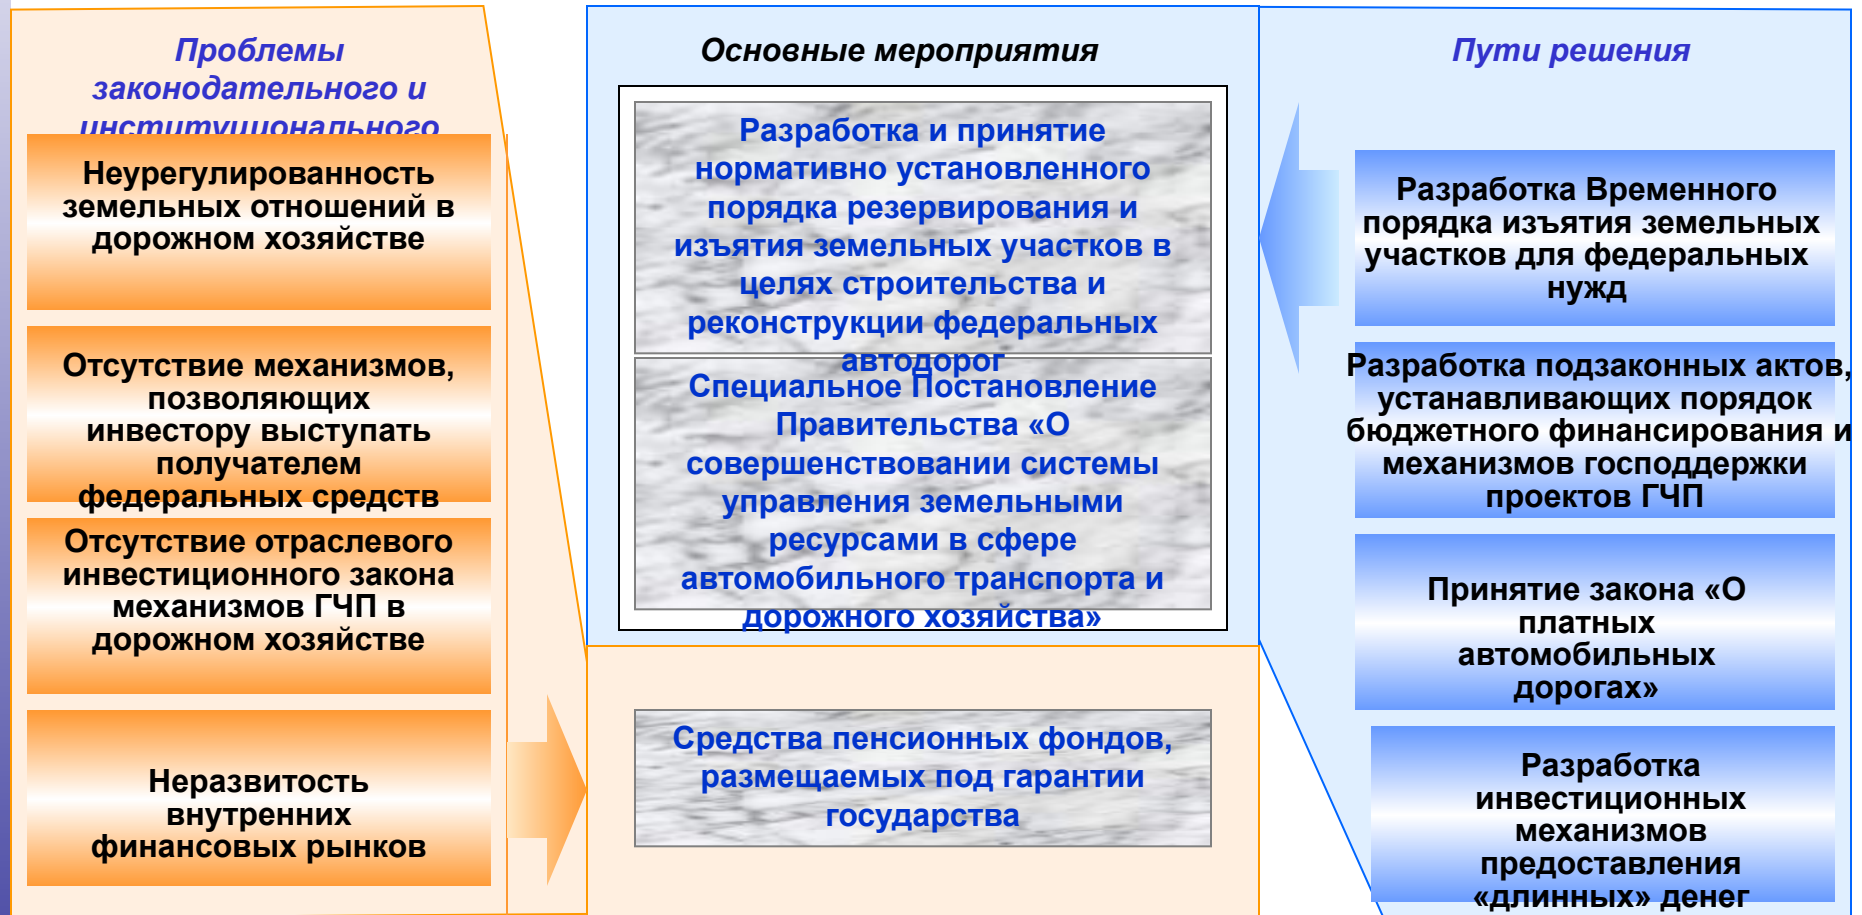 Проблемы
законодательного и
институционального
Неурегулированность
земельных отношений в
дорожном хозяйстве
Отсутствие механизмов,
позволяющих
инвестору выступать
получателем
федеральных средств
Отсутствие отраслевого
инвестиционного закона
механизмов ГЧП в
дорожном хозяйстве
Неразвитость
внутренних
финансовых рынков
Основные мероприятия
Разработка и принятие
нормативно установленного
порядка резервирования и
изъятия земельных участков в
целях строительства и
реконструкции федеральных
автодорог
Специальное Постановление
Правительства «О
совершенствовании системы
управления земельными
ресурсами в сфере
автомобильного транспорта и
дорожного хозяйства»
Средства пенсионных фондов,
размещаемых под гарантии
государства
Пути решения
Разработка Временного
порядка изъятия земельных
участков для федеральных
нужд
Разработка подзаконных актов,
устанавливающих порядок
бюджетного финансирования и
механизмов господдержки
проектов ГЧП
Принятие закона «О
платных
автомобильных
дорогах»
Разработка
инвестиционных
механизмов
предоставления
«длинных» денег